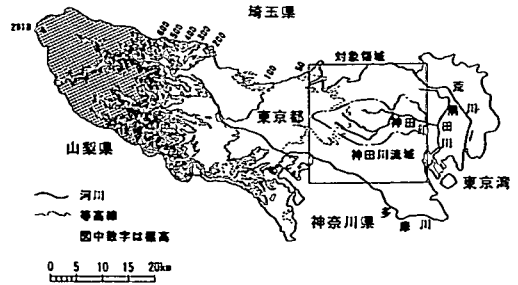 埼玉県
2018
600
500
400
300
200
100
50
対象領域
荒川
隅田川
東京都
神田川
神田川流域
山梨県
東京湾
河川
等高線
図中数字は標高
神奈川県
多摩川
0 5 10 15 20km